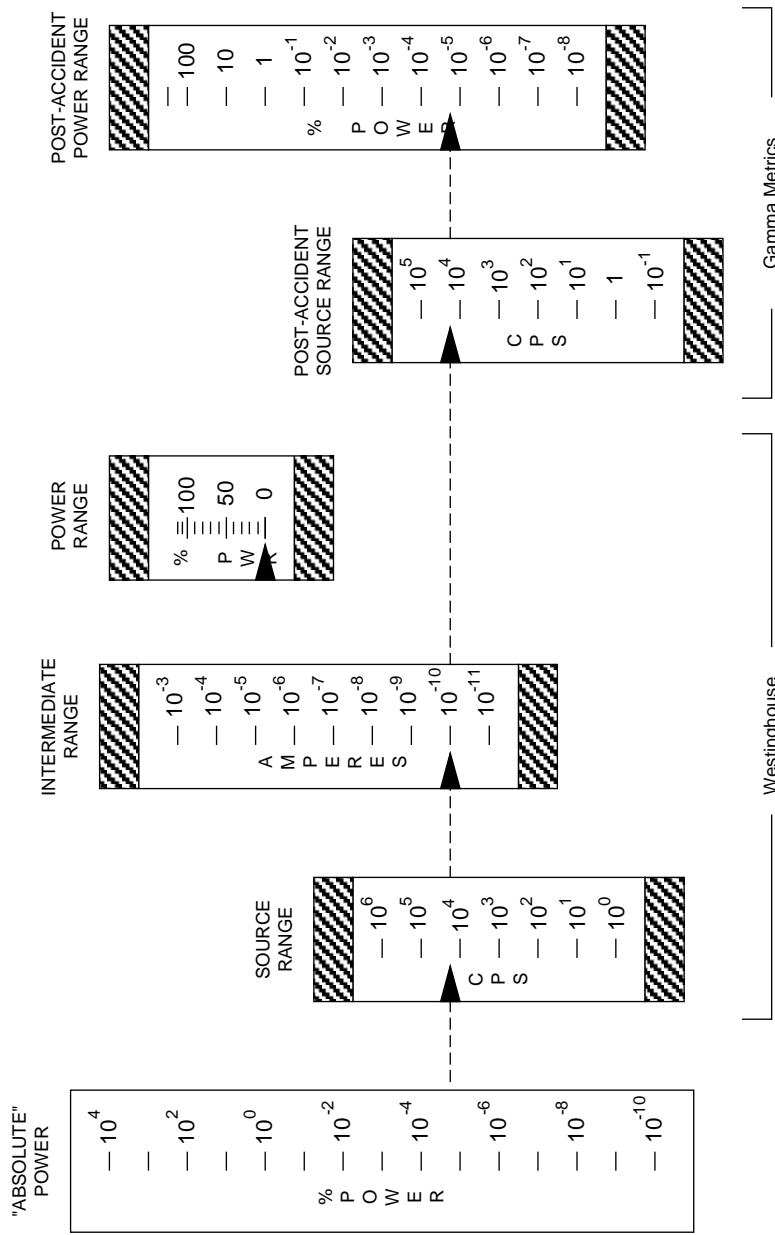 "ABSOLUTE"
POWER
10^4
10^2
10^0
10^-2
10^-4
10^-6
10^-8
10^-10
% POWER
SOURCE
RANGE
10^6
10^5
10^4
10^3
10^2
10^1
10^0
CPS
INTERMEDIATE
RANGE
10^-3
10^-4
10^-5
10^-6
10^-7
10^-8
10^-9
10^-10
10^-11
AMPERES
POWER
RANGE
100
50
0
% PWR
POST-ACCIDENT
SOURCE RANGE
10^5
10^4
10^3
10^2
10^1
1
10^-1
CPS
POST-ACCIDENT
POWER RANGE
100
10
1
10^-1
10^-2
10^-3
10^-4
10^-5
10^-6
10^-7
10^-8
% POWER
Westinghouse
Gamma Metrics